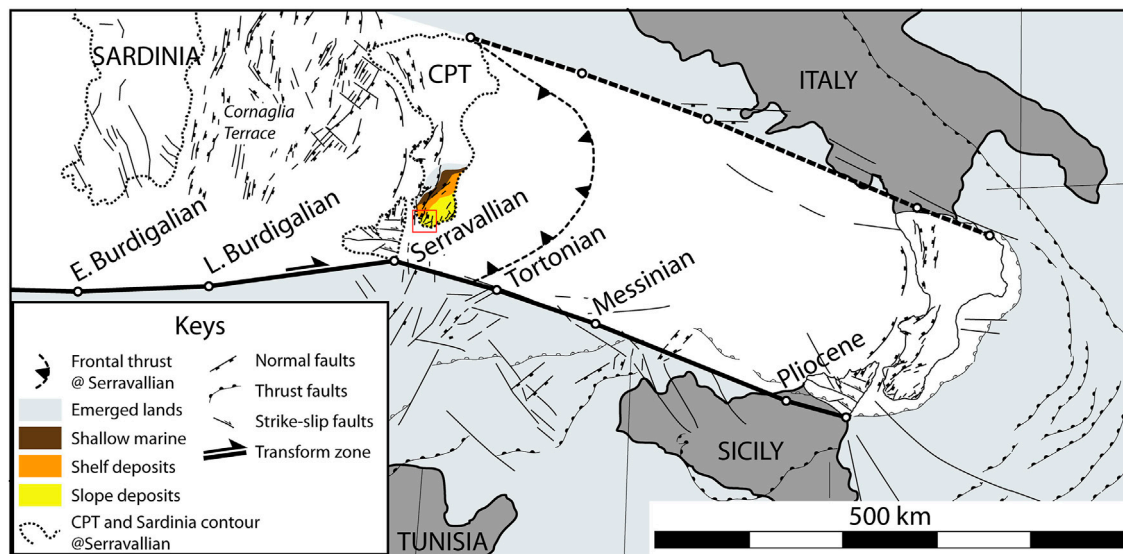 SARDINIA
CPT
ITALY
Cornaglia
Terrace
E. Burdigalian
L. Burdigalian
Serravallian
Tortonian
Messinian
Pliocene
SICILY
TUNISIA
Keys
Frontal thrust
@ Serravallian
Emerged lands
Shallow marine
Shelf deposits
Slope deposits
CPT and Sardinia contour
@Serravallian
Normal faults
Thrust faults
Strike-slip faults
Transform zone
500 km